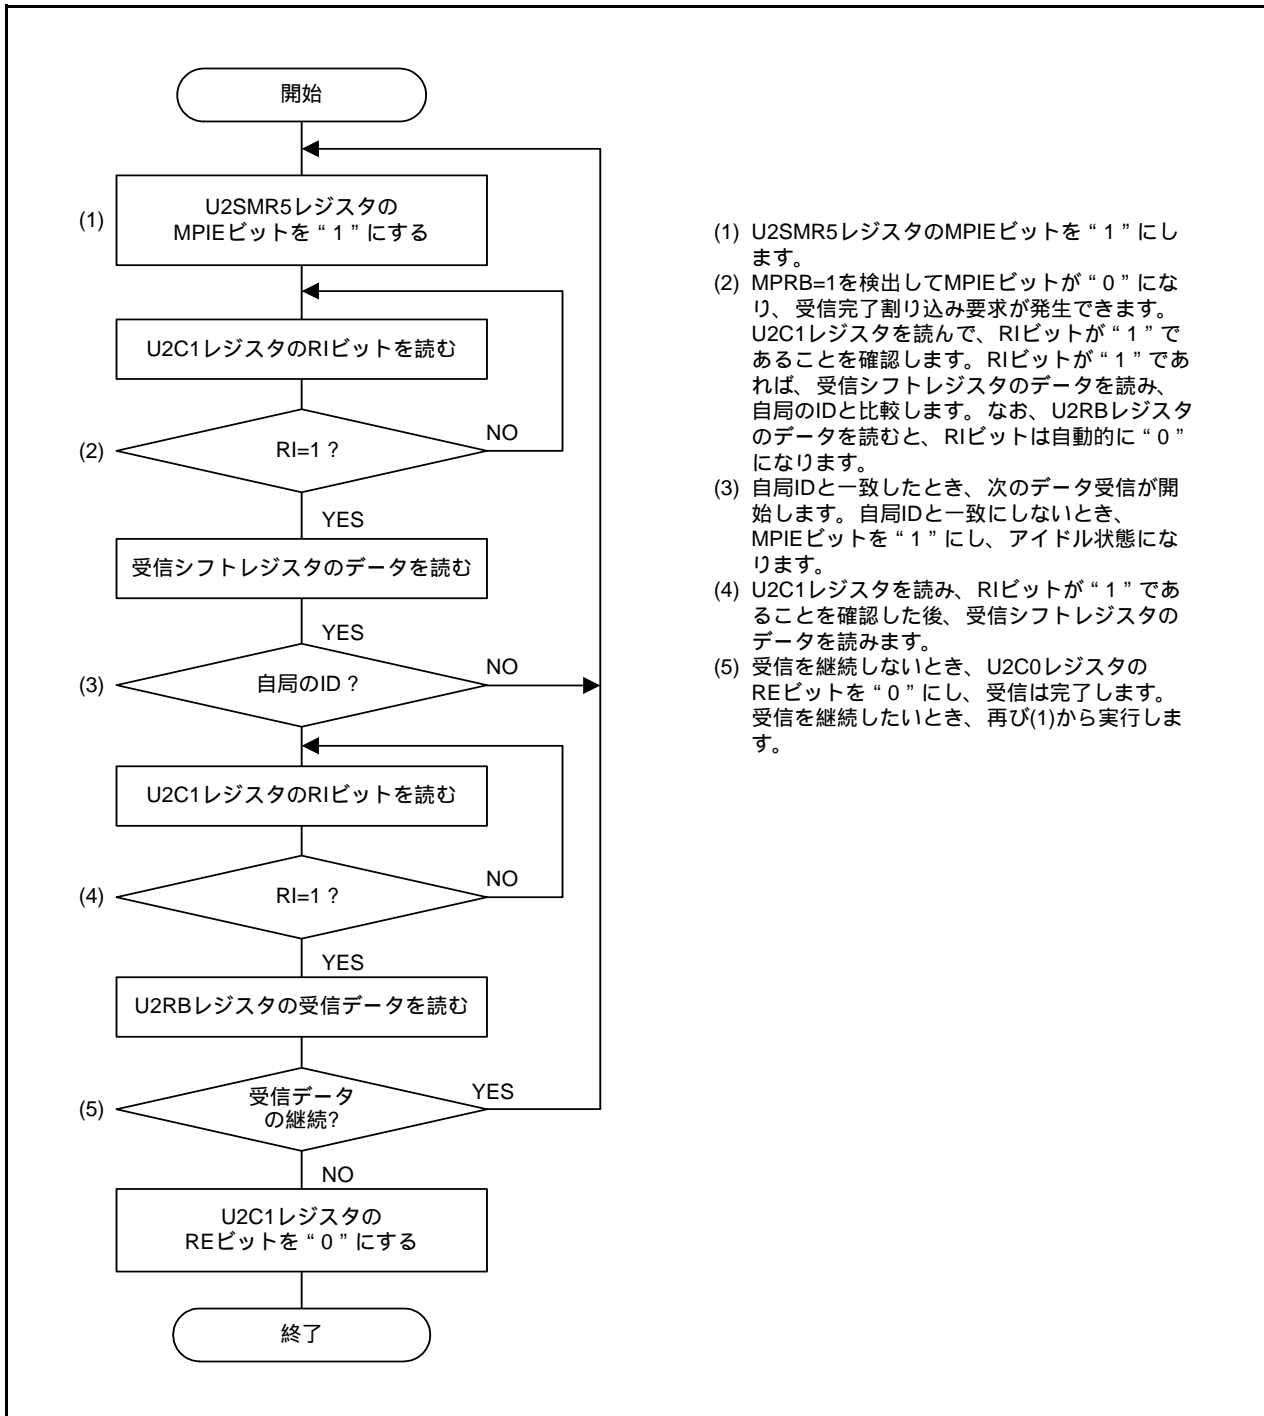 開始
(1)
U2SMR5レジスタの
MPIEビットを“1”にする
U2C1レジスタのRIビットを読む
(2)
RI=1?
NO
YES
受信シフトレジスタのデータを読む
YES
(3)
自局のID?
NO
U2C1レジスタのRIビットを読む
(4)
RI=1?
NO
YES
U2RBレジスタの受信データを読む
(5)
受信データ
の継続?
YES
NO
U2C1レジスタの
REビットを“0”にする
終了
(1) U2SMR5レジスタのMPIEビットを“1”にし
ます。
(2) MPRB=1を検出してMPIEビットが“0”にな
り、受信完了割り込み要求が発生できます。
U2C1レジスタを読んで、RIビットが“1”で
あることを確認します。RIビットが“1”であ
れば、受信シフトレジスタのデータを読み、
自局のIDと比較します。なお、U2RBレジスタ
のデータを読むと、RIビットは自動的に“0”
になります。
(3) 自局IDと一致したとき、次のデータ受信が開
始します。自局IDと一致にしないとき、
MPIEビットを“1”にし、アイドル状態にな
ります。
(4) U2C1レジスタを読み、RIビットが“1”であ
ることを確認した後、受信シフトレジスタの
データを読みます。
(5) 受信を継続しないとき、U2C0レジスタの
REビットを“0”にし、受信は完了します。
受信を継続したいとき、再び(1)から実行しま
す。